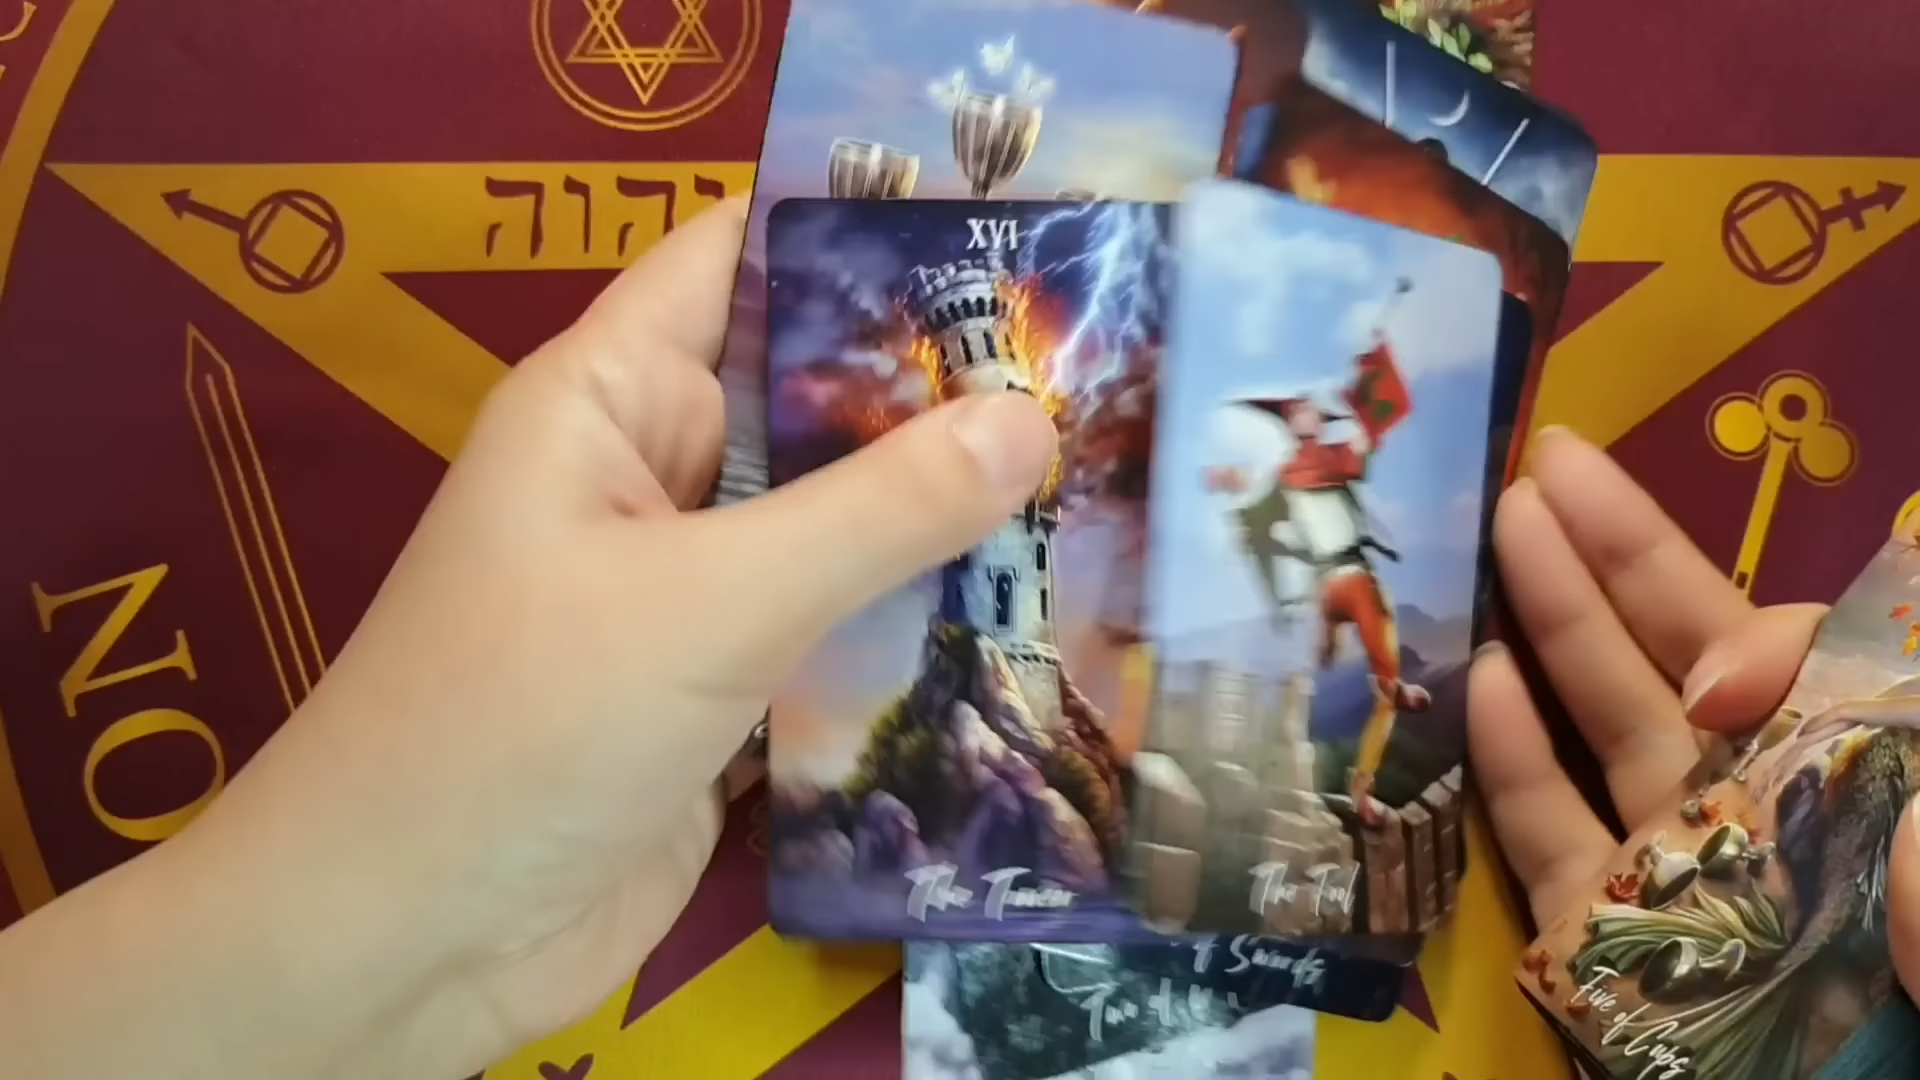 יהוה
XVI
NO
The Tower
The Fool
of Swords
Five of Cups